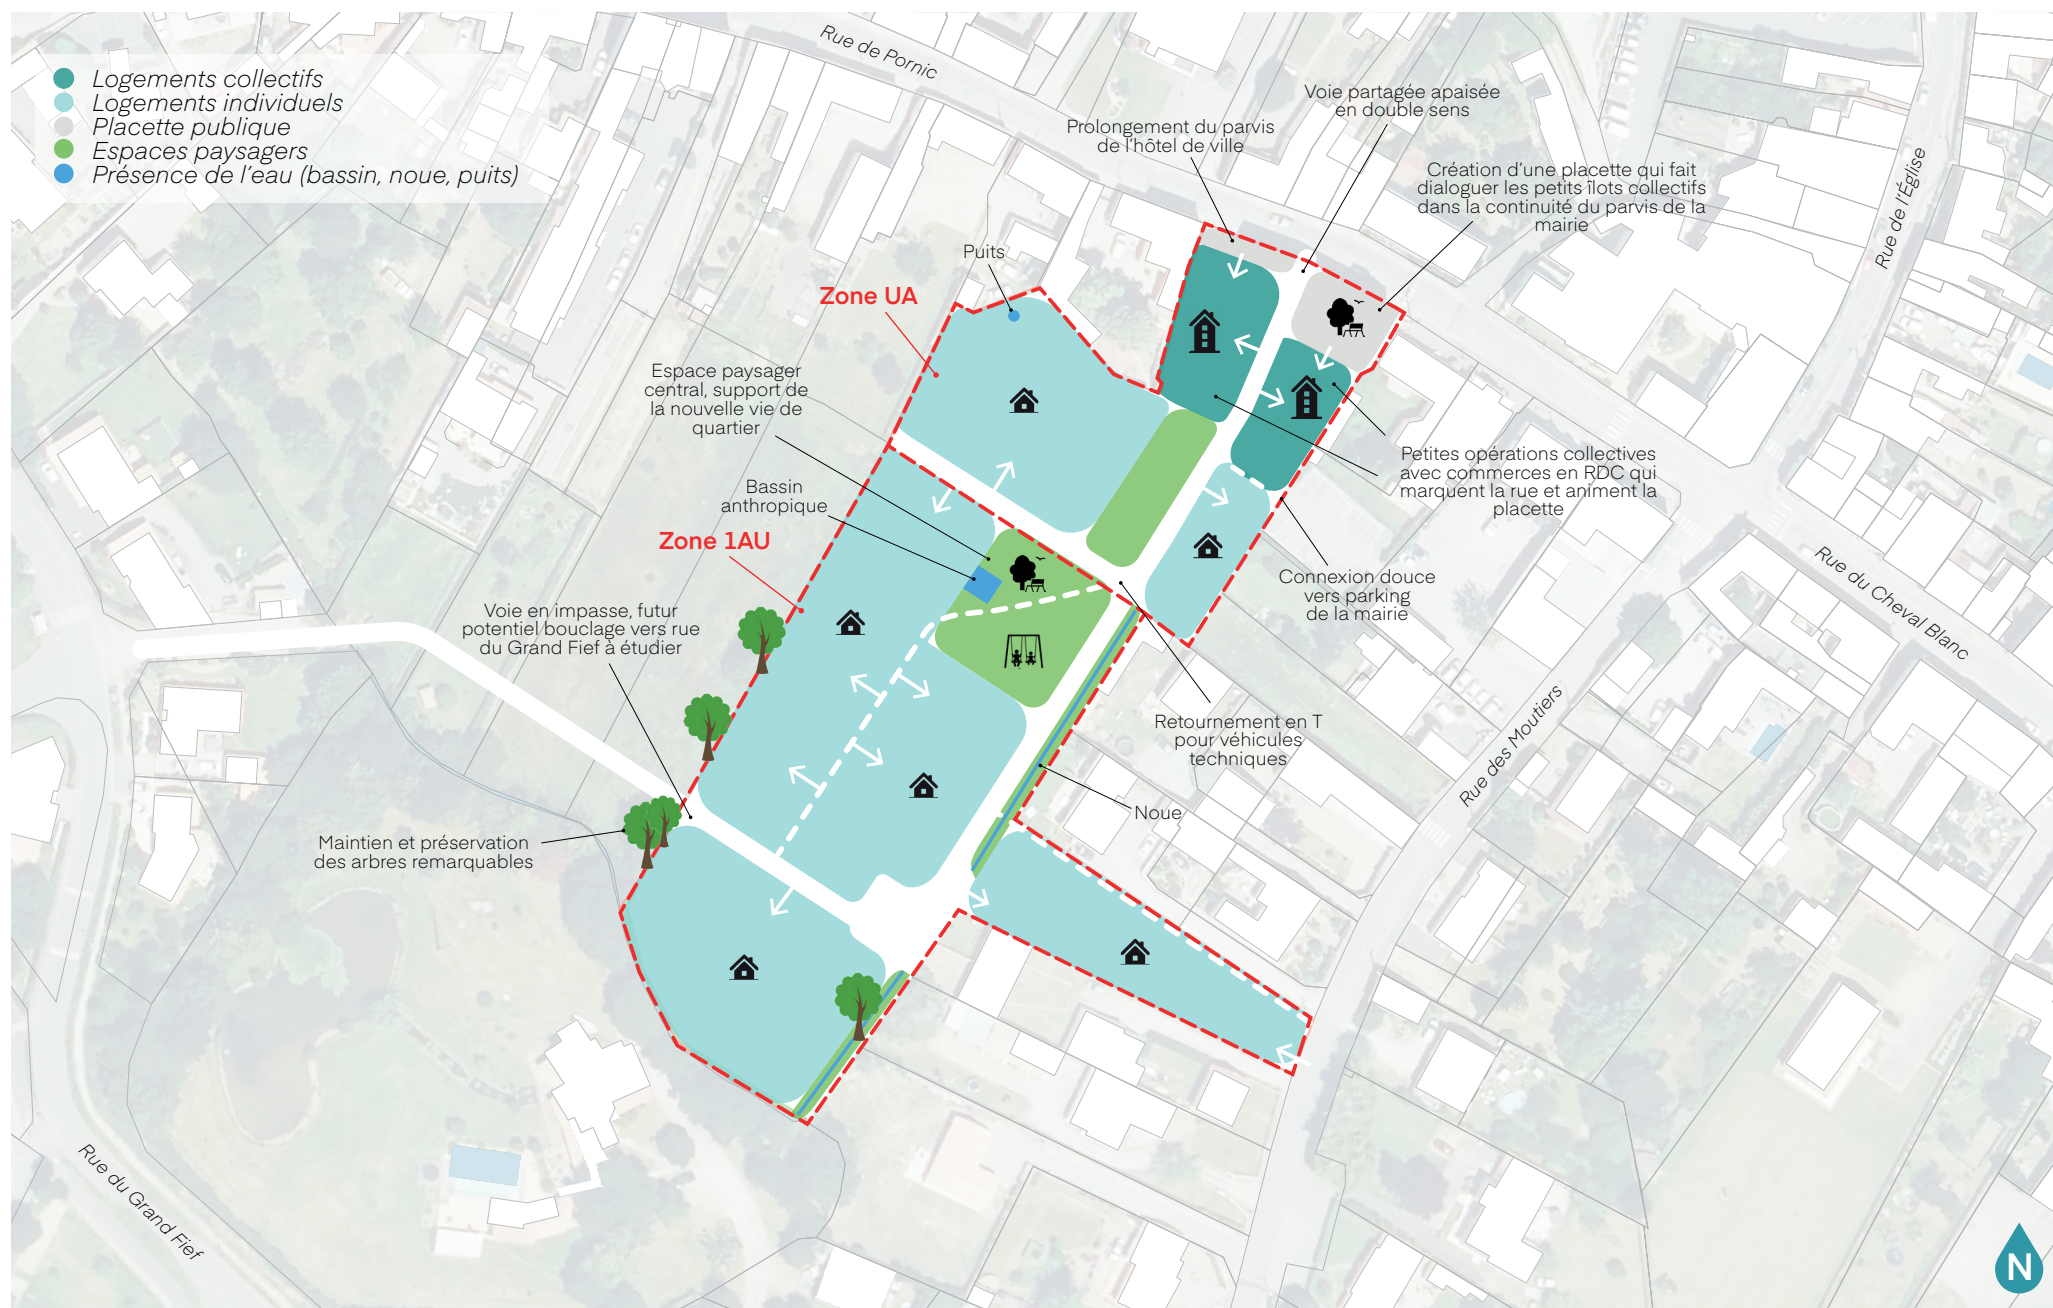 Logements collectifs
Logements individuels
Placette publique
Espaces paysagers
Présence de l'eau (bassin, noue, puits)
Rue de Pornic
Voie partagée apaisée
en double sens
Prolongement du parvis
de l'hôtel de ville
Création d'une placette qui fait
dialoguer les petits îlots collectifs
dans la continuité du parvis de la
mairie
Rue de l'Église
Puits
Zone UA
Espace paysager
central, support de
la nouvelle vie de
quartier
Petites opérations collectives
avec commerces en RDC qui
marquent la rue et animent la
placette
Bassin
anthropique
Zone 1AU
Connexion douce
vers parking
de la mairie
Rue du Cheval Blanc
Voie en impasse, futur
potentiel bouclage vers rue
du Grand Fief à étudier
Retournement en T
pour véhicules
techniques
Rue des Moutiers
Noue
Maintien et préservation
des arbres remarquables
Rue du Grand Fief
N